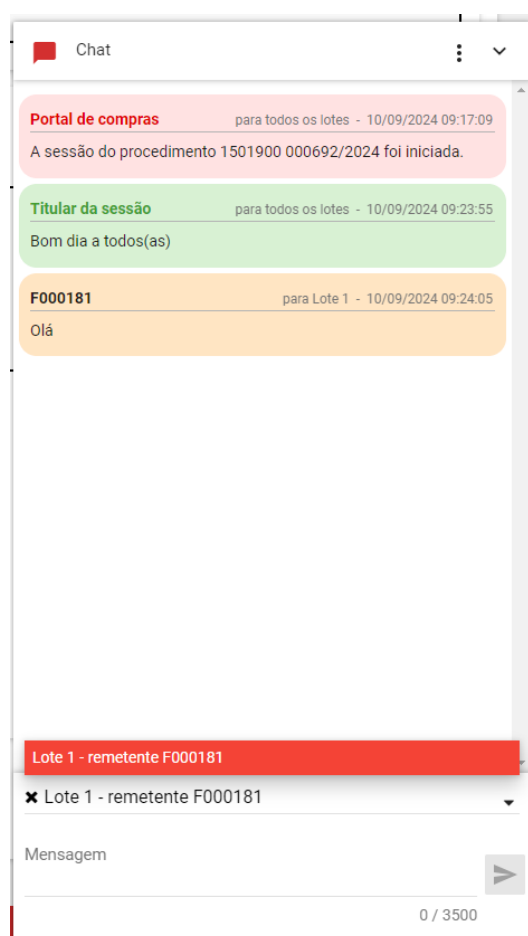 Chat
Portal de compras para todos os lotes - 10/09/2024 09:17:09
A sessão do procedimento 1501900 000692/2024 foi iniciada.
Titular da sessão para todos os lotes - 10/09/2024 09:23:55
Bom dia a todos(as)
F000181 para Lote 1 - 10/09/2024 09:24:05
Olá
Lote 1 - remetente F000181
✖ Lote 1 - remetente F000181
Mensagem
0 / 3500